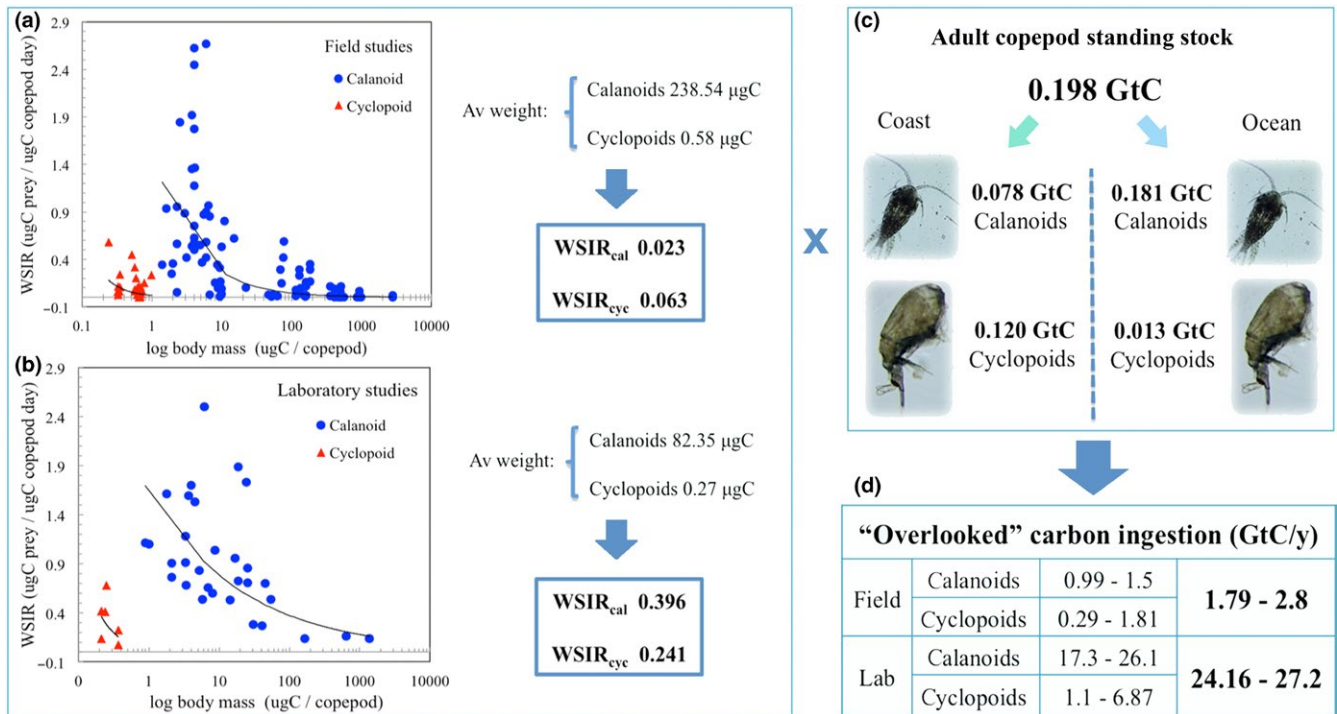 (a)
2.9
2.4
1.9
1.4
0.9
0.4
−0.1
WSIR (ugC prey / ugC copepod day)
Field studies
Calanoid
Cyclopoid
0.1 1 10 100 1000 10000
log body mass (ugC / copepod)
Av weight:
Calanoids 238.54 µgC
Cyclopoids 0.58 µgC
WSIRcal 0.023
WSIRcyc 0.063
(b)
2.9
2.4
1.9
1.4
0.9
0.4
−0.1
WSIR (ugC prey / ugC copepod day)
Laboratory studies
Calanoid
Cyclopoid
0 1 10 100 1000 10000
log body mass (ugC / copepod)
Av weight:
Calanoids 82.35 µgC
Cyclopoids 0.27 µgC
WSIRcal 0.396
WSIRcyc 0.241
x
(c)
Adult copepod standing stock
0.198 GtC
Coast Ocean
0.078 GtC 0.181 GtC
Calanoids Calanoids
0.120 GtC 0.013 GtC
Cyclopoids Cyclopoids
(d)
“Overlooked” carbon ingestion (GtC/y)
Field Calanoids 0.99 - 1.5 1.79 - 2.8
Cyclopoids 0.29 - 1.81
Lab Calanoids 17.3 - 26.1 24.16 - 27.2
Cyclopoids 1.1 - 6.87